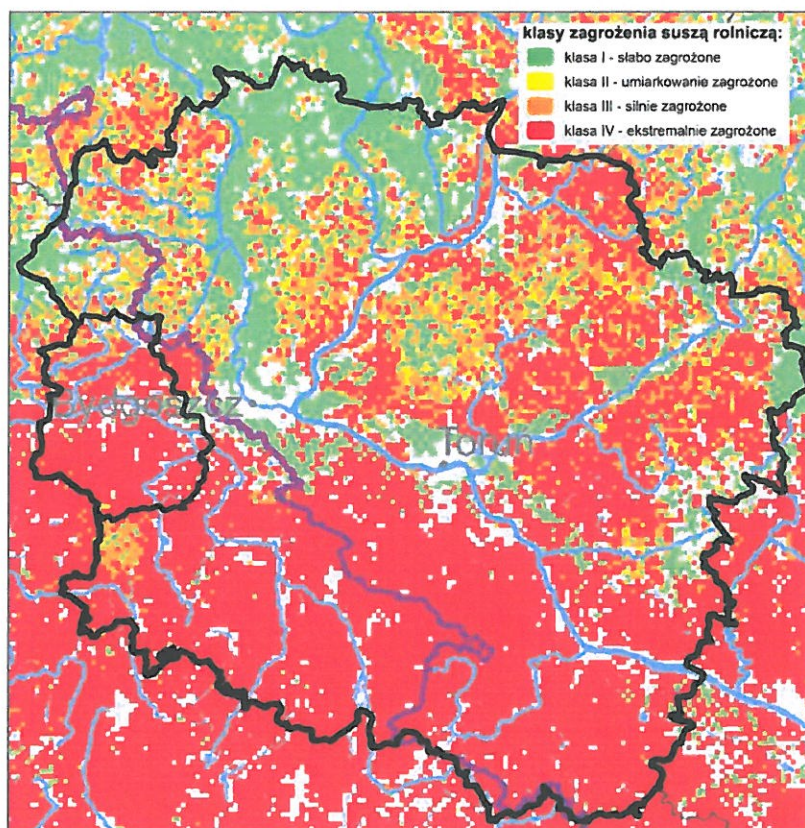 klasy zagrożenia suszą rolniczą:
klasa I - słabo zagrożone
klasa II - umiarkowanie zagrożone
klasa III - silnie zagrożone
klasa IV - ekstremalnie zagrożone
Bydgoszcz
Toruń